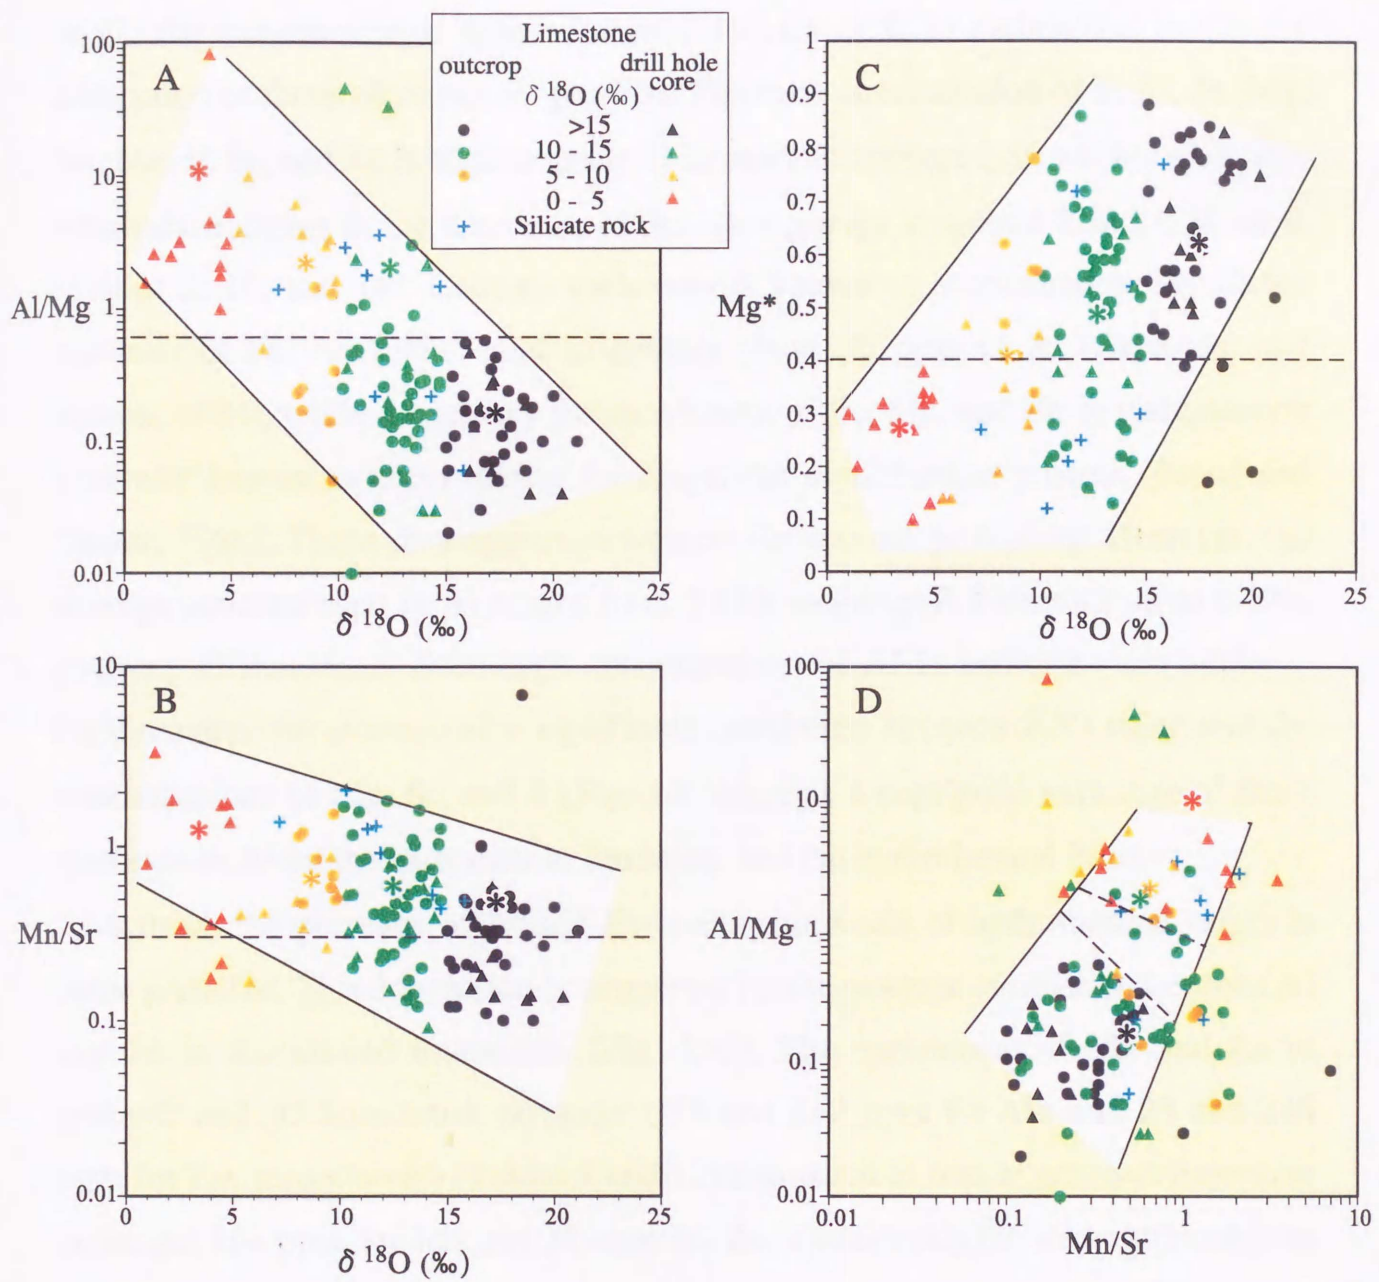 Limestone
outcrop drill hole
core
δ 18O (‰)
>15
10 - 15
5 - 10
0 - 5
Silicate rock
A
100
10
Al/Mg
1
0.1
0.01
0 5 10 15 20 25
δ 18O (‰)
C
1
0.9
0.8
0.7
0.6
Mg*
0.5
0.4
0.3
0.2
0.1
0
0 5 10 15 20 25
δ 18O (‰)
B
10
1
Mn/Sr
0.1
0.01
0 5 10 15 20 25
δ 18O (‰)
D
100
10
Al/Mg
1
0.1
0.01
0.01 0.1 1 10
Mn/Sr